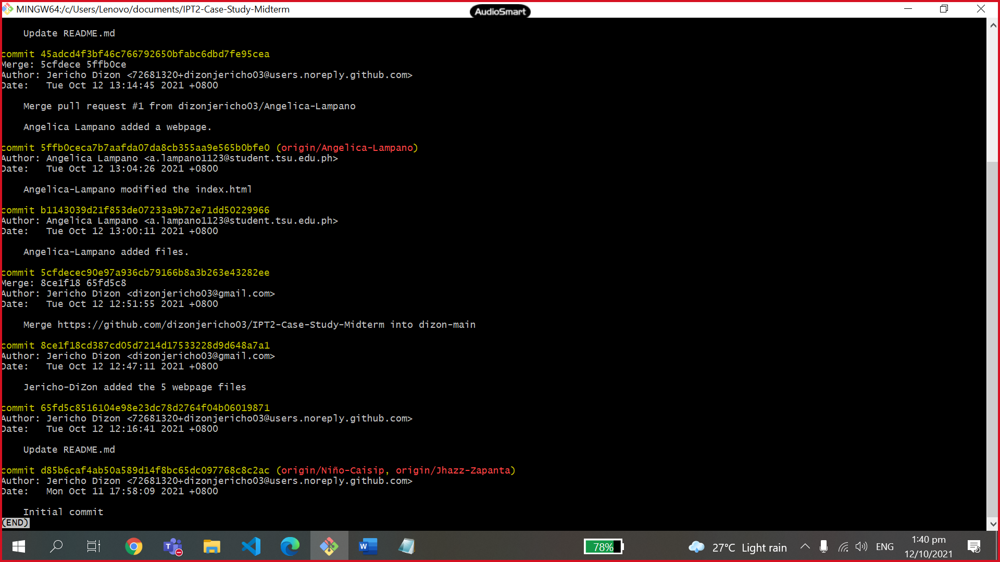 MINGW64:/c/Users/Lenovo/documents/IPT2-Case-Study-Midterm
AudioSmart
Update README.md
commit 45adcd4f3bf46c766792650bfabc6dbd7fe95cea
Merge: 5cfdece 5ffb0ce
Author: Jericho Dizon <72681320+dizonjericho03@users.noreply.github.com>
Date:   Tue Oct 12 13:14:45 2021 +0800
Merge pull request #1 from dizonjericho03/Angelica-Lampano
Angelica Lampano added a webpage.
commit 5ffb0ceca7b7aafda07da8cb355aa9e565b0bfe0 (origin/Angelica-Lampano)
Author: Angelica Lampano <a.lampano1123@student.tsu.edu.ph>
Date:   Tue Oct 12 13:04:26 2021 +0800
Angelica-Lampano modified the index.html
commit b1143039d21f853de07233a9b72e71dd50229966
Author: Angelica Lampano <a.lampano1123@student.tsu.edu.ph>
Date:   Tue Oct 12 13:00:11 2021 +0800
Angelica-Lampano added files.
commit 5cfdecec90e97a936cb79166b8a3b263e43282ee
Merge: 8ce1f18 65fd5c8
Author: Jericho Dizon <dizonjericho03@gmail.com>
Date:   Tue Oct 12 12:51:55 2021 +0800
Merge https://github.com/dizonjericho03/IPT2-Case-Study-Midterm into dizon-main
commit 8ce1f18cd387cd05d7214d17533228d9d648a7a1
Author: Jericho Dizon <dizonjericho03@gmail.com>
Date:   Tue Oct 12 12:47:11 2021 +0800
Jericho-DiZon added the 5 webpage files
commit 65fd5c8516104e98e23dc78d2764f04b06019871
Author: Jericho Dizon <72681320+dizonjericho03@users.noreply.github.com>
Date:   Tue Oct 12 12:16:41 2021 +0800
Update README.md
commit d85b6caf4ab50a589d14f8bc65dc097768c8c2ac (origin/Niño-Caisip, origin/Jhazz-Zapanta)
Author: Jericho Dizon <72681320+dizonjericho03@users.noreply.github.com>
Date:   Mon Oct 11 17:58:09 2021 +0800
Initial commit
(END)
78% 27°C Light rain ENG 1:40 pm
12/10/2021